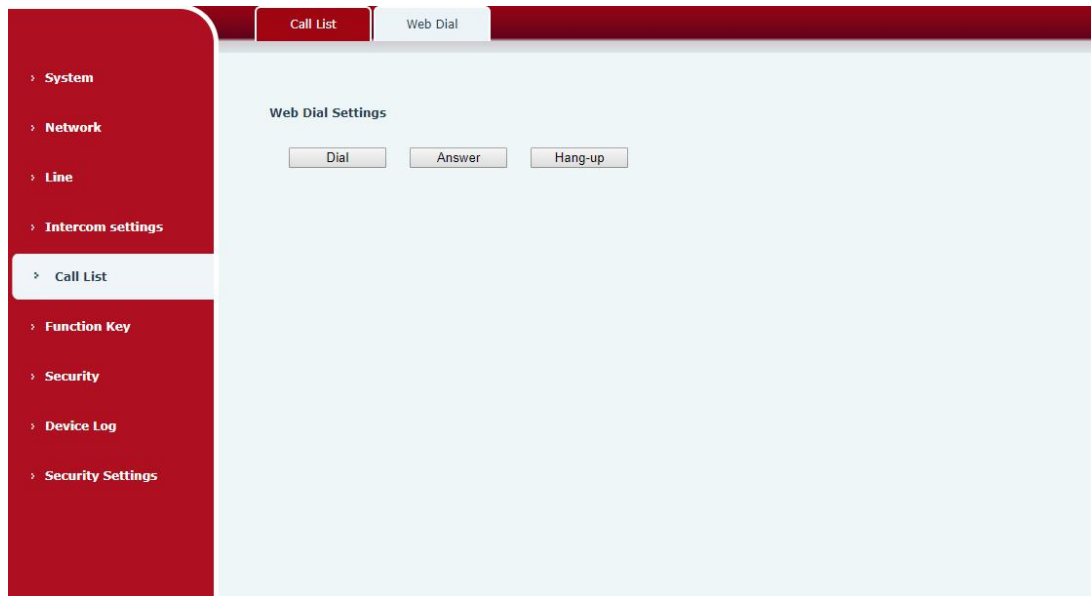 Call List
Web Dial
System
Network
Line
Intercom settings
Call List
Function Key
Security
Device Log
Security Settings
Web Dial Settings
Dial
Answer
Hang-up